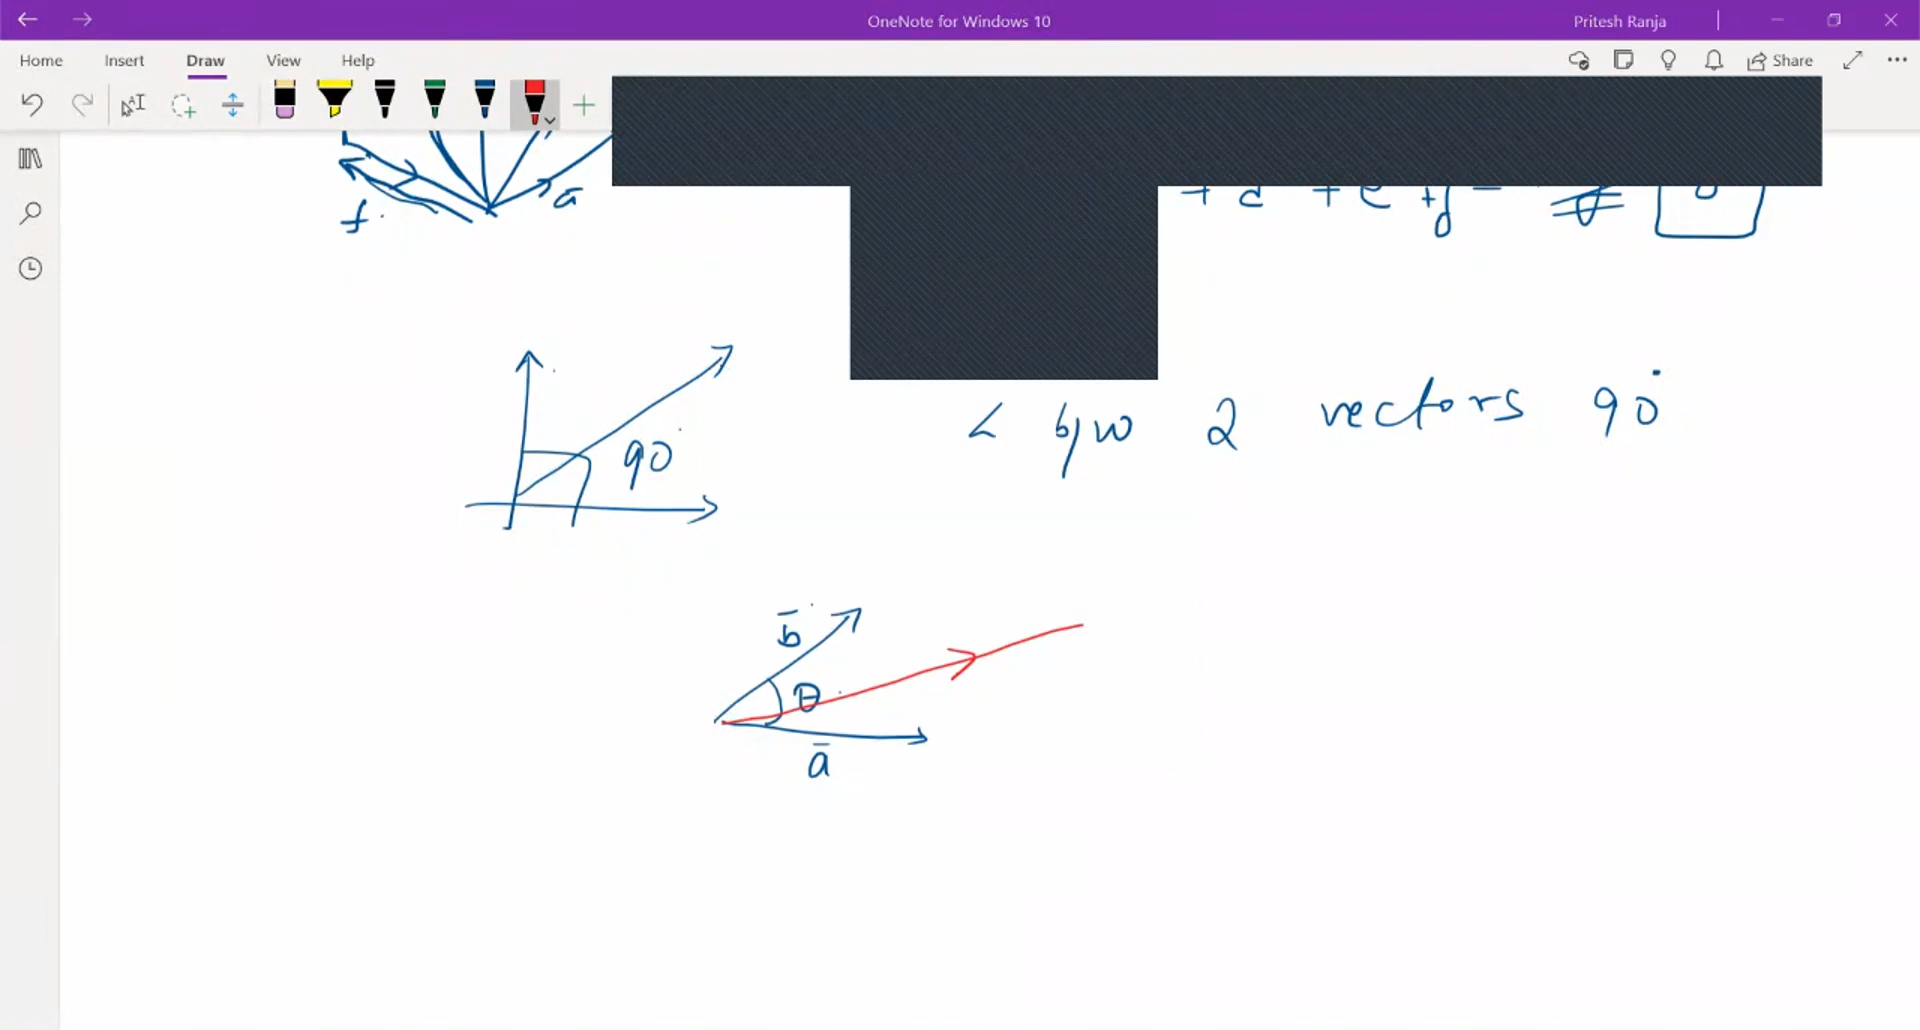 OneNote for Windows 10
Pritesh Ranja
Home Insert Draw View Help
Share
ā
f
+ d + e + f =
90°
< b/w 2 vectors 90°
b̄
θ
ā